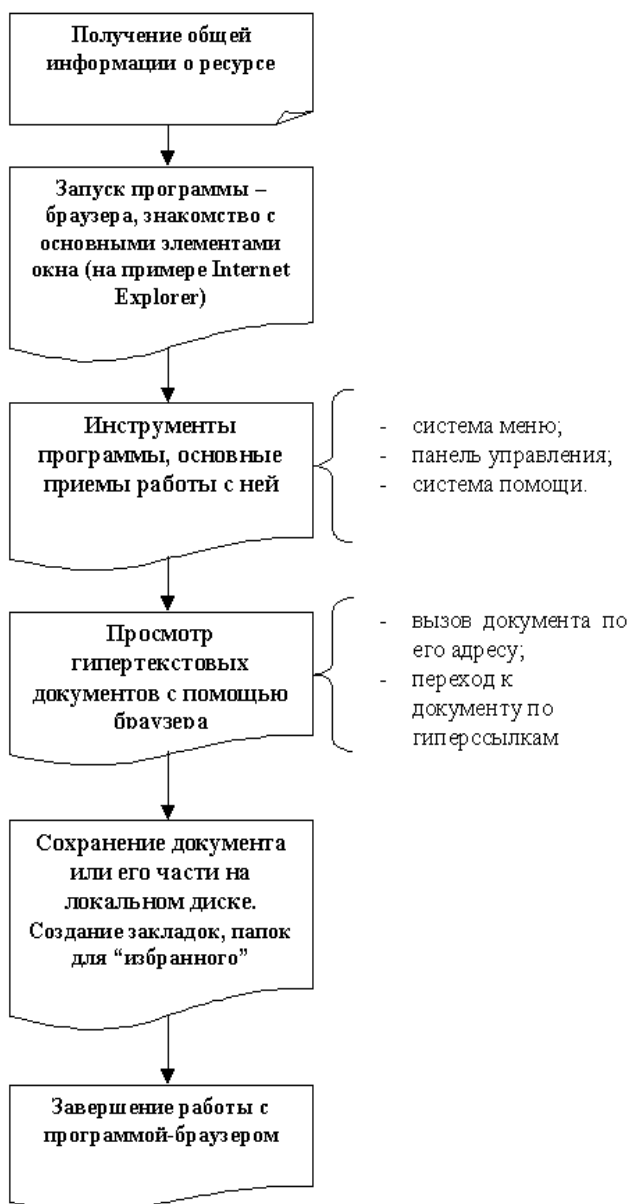 Получение общей
информации о ресурсе
Запуск программы –
браузера, знакомство с
основными элементами
окна (на примере Internet
Explorer)
Инструменты
программы, основные
приемы работы с ней
- система меню;
- панель управления;
- система помощи.
Просмотр
гипертекстовых
документов с помощью
браузера
- вызов документа по
его адресу;
- переход к
документу по
гиперссылкам
Сохранение документа
или его части на
локальном диске.
Создание закладок, папок
для “избранного”
Завершение работы с
программой-браузером